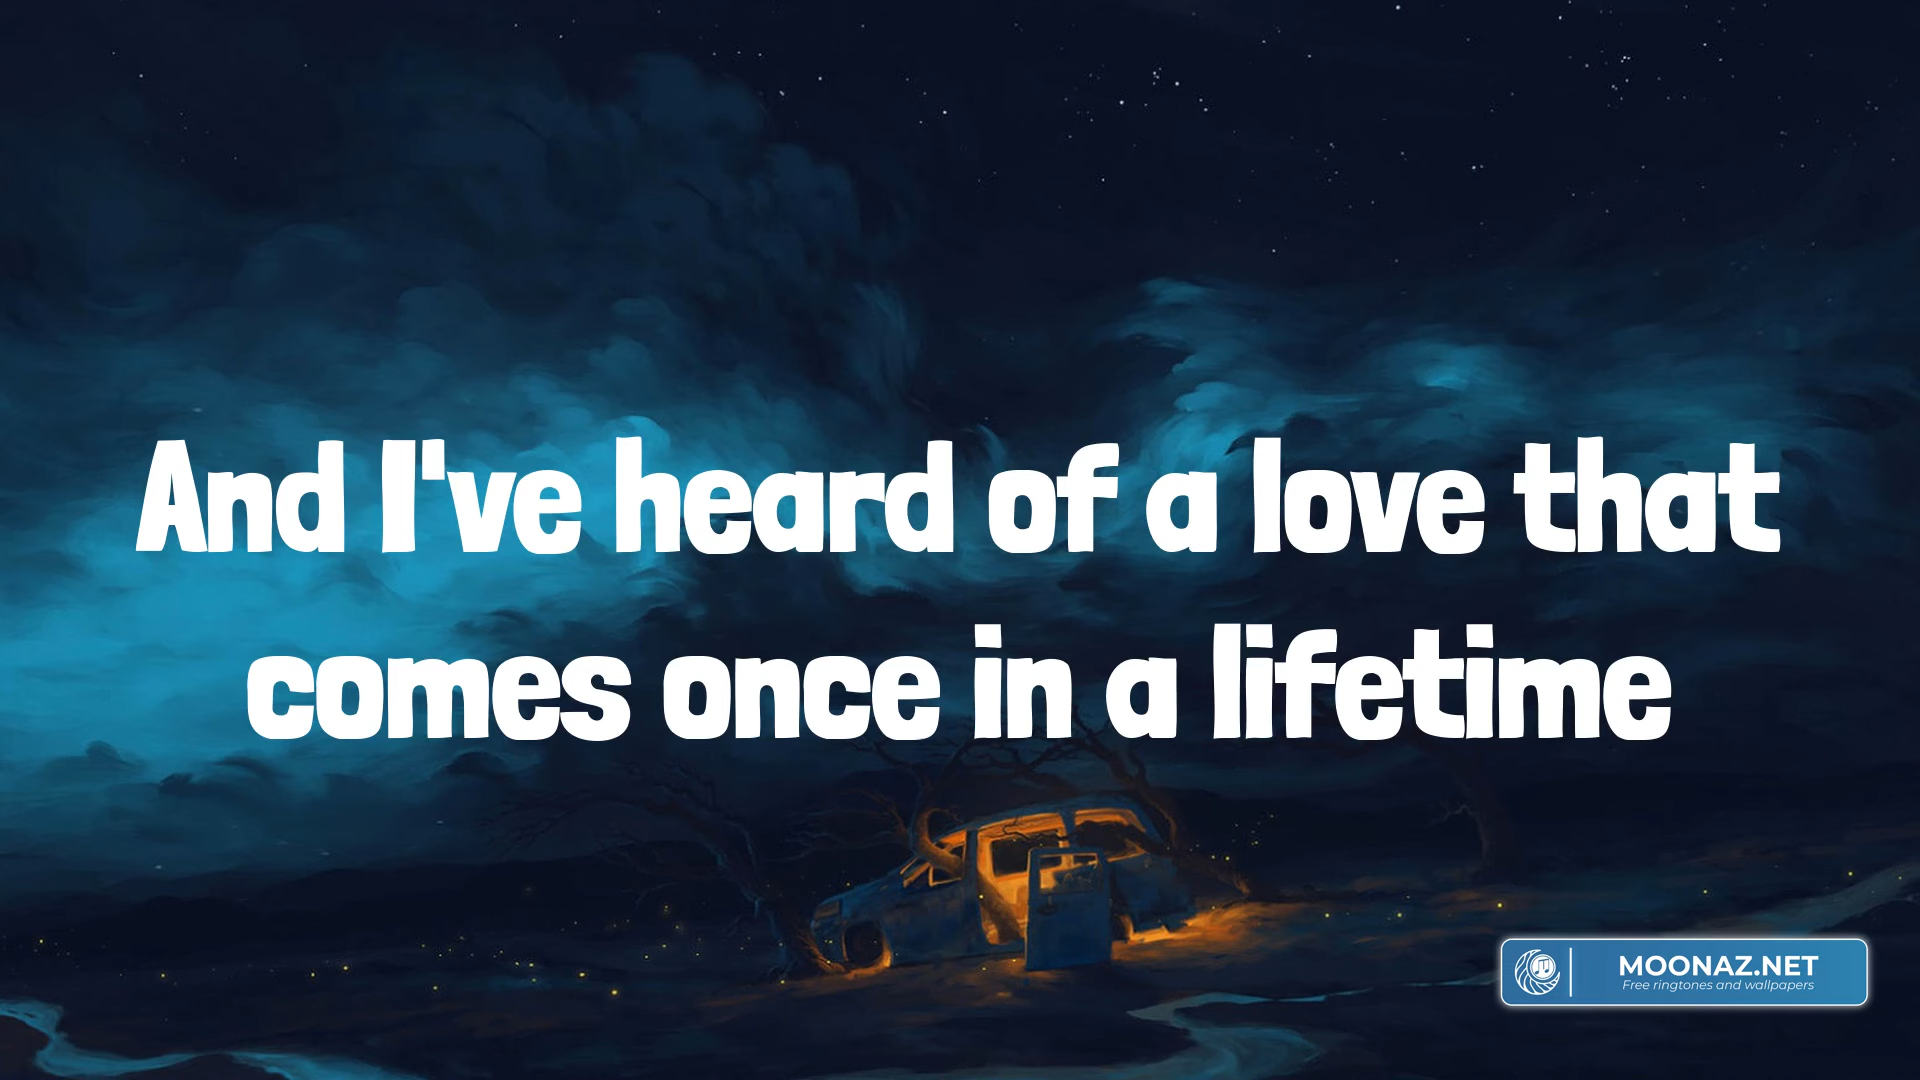 And I've heard of a love that
comes once in a lifetime
MOONAZ.NET
Free ringtones and wallpapers